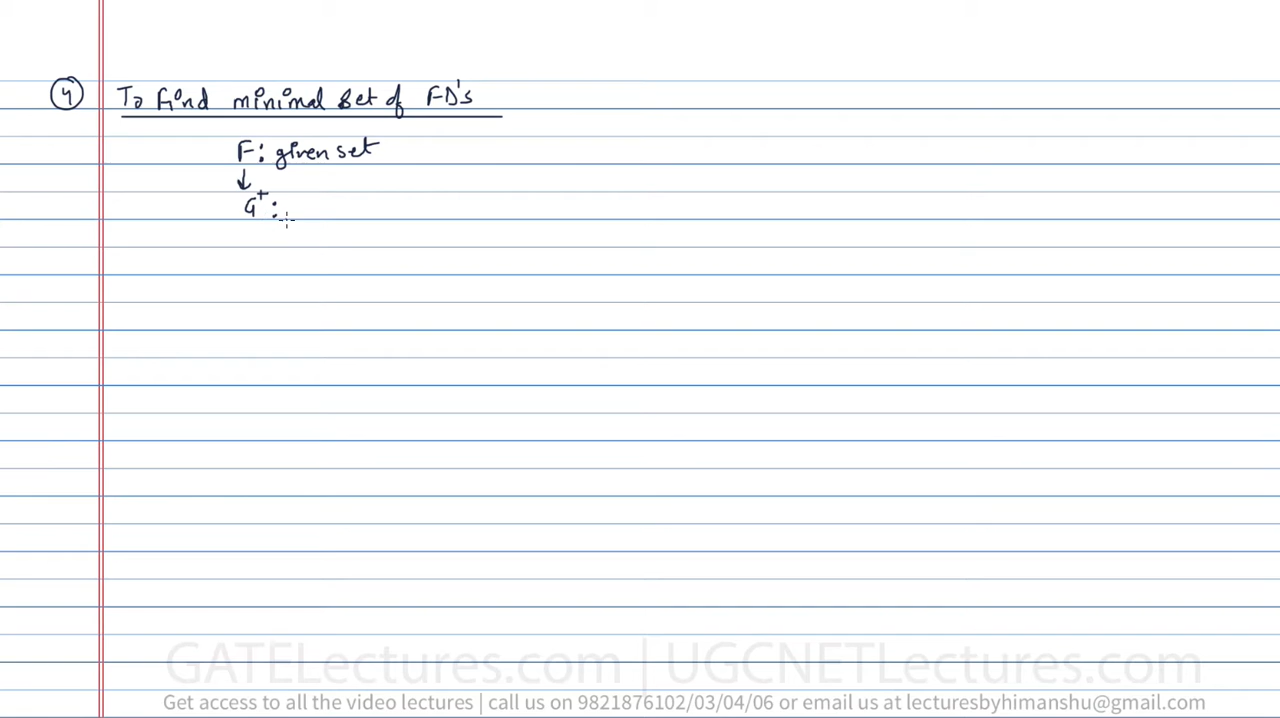 4 To find minimal set of FD's
F: given set
↓
G⁺:
GATELectures.com | UGCNETLectures.com
Get access to all the video lectures | call us on 9821876102/03/04/06 or email us at lecturesbyhimanshu@gmail.com